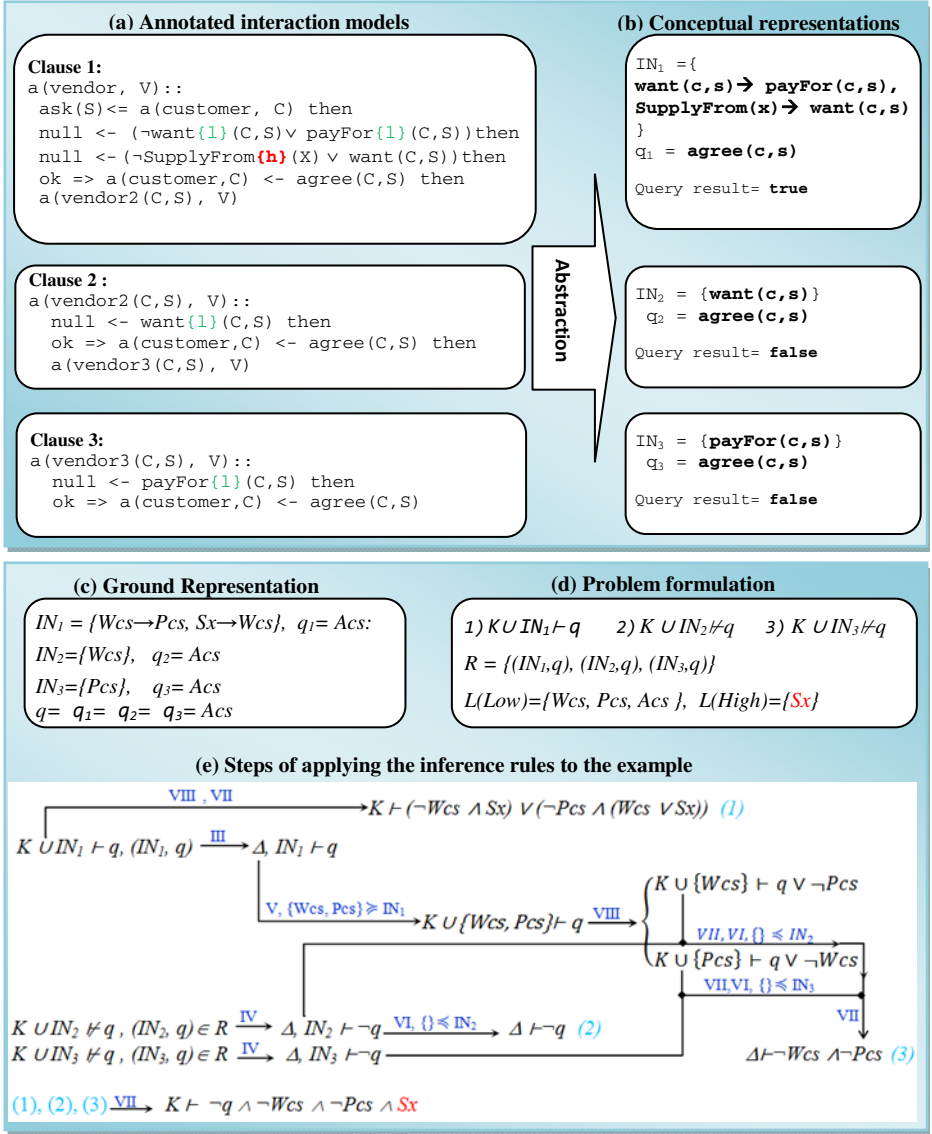 (a) Annotated interaction models
Clause 1:
a(vendor, V)::
ask(S)<= a(customer, C) then
null <- (¬want{l}(C,S)∨ payFor{l}(C,S))then
null <-(¬SupplyFrom{h}(X) ∨ want(C,S))then
ok => a(customer,C) <- agree(C,S) then
a(vendor2(C,S), V)
Clause 2 :
a(vendor2(C,S), V)::
null <- want{l}(C,S) then
ok => a(customer,C) <- agree(C,S) then
a(vendor3(C,S), V)
Clause 3:
a(vendor3(C,S), V)::
null <- payFor{l}(C,S) then
ok => a(customer,C) <- agree(C,S)
Abstraction
(b) Conceptual representations
IN₁ ={
want(c,s)➔ payFor(c,s),
SupplyFrom(x)➔ want(c,s)
}
q₁ = agree(c,s)
Query result= true
IN₂ = {want(c,s)}
q₂ = agree(c,s)
Query result= false
IN₃ = {payFor(c,s)}
q₃ = agree(c,s)
Query result= false
(c) Ground Representation
IN₁ = {Wcs→Pcs, Sx→Wcs}, q₁= Acs:
IN₂={Wcs}, q₂= Acs
IN₃={Pcs}, q₃= Acs
q= q₁= q₂= q₃= Acs
(d) Problem formulation
1) K∪IN₁⊢q 2) K ∪ IN₂⊬q 3) K ∪ IN₃⊬q
R = {(IN₁,q), (IN₂,q), (IN₃,q)}
L(Low)={Wcs, Pcs, Acs }, L(High)={Sx}
(e) Steps of applying the inference rules to the example
VIII , VII
K ⊢ (¬Wcs ∧ Sx) ∨ (¬Pcs ∧ (Wcs ∨ Sx)) (1)
K ∪ IN₁ ⊢ q, (IN₁, q) III Δ, IN₁ ⊢ q
V, {Wcs, Pcs} ≽ IN₁
K ∪ {Wcs, Pcs} ⊢ q VIII
K ∪ {Wcs} ⊢ q ∨ ¬Pcs
VII, VI, {} ≼ IN₂
K ∪ {Pcs} ⊢ q ∨ ¬Wcs
VII,VI, {} ≼ IN₃
VII
K ∪ IN₂ ⊬ q , (IN₂, q) ∈ R IV Δ, IN₂ ⊢ ¬q VI, {} ≼ IN₂ Δ ⊢ ¬q (2)
K ∪ IN₃ ⊬ q , (IN₃, q) ∈ R IV Δ, IN₃ ⊢ ¬q
Δ ⊢ ¬Wcs ∧ ¬Pcs (3)
(1), (2), (3) VII K ⊢ ¬q ∧ ¬Wcs ∧ ¬Pcs ∧ Sx